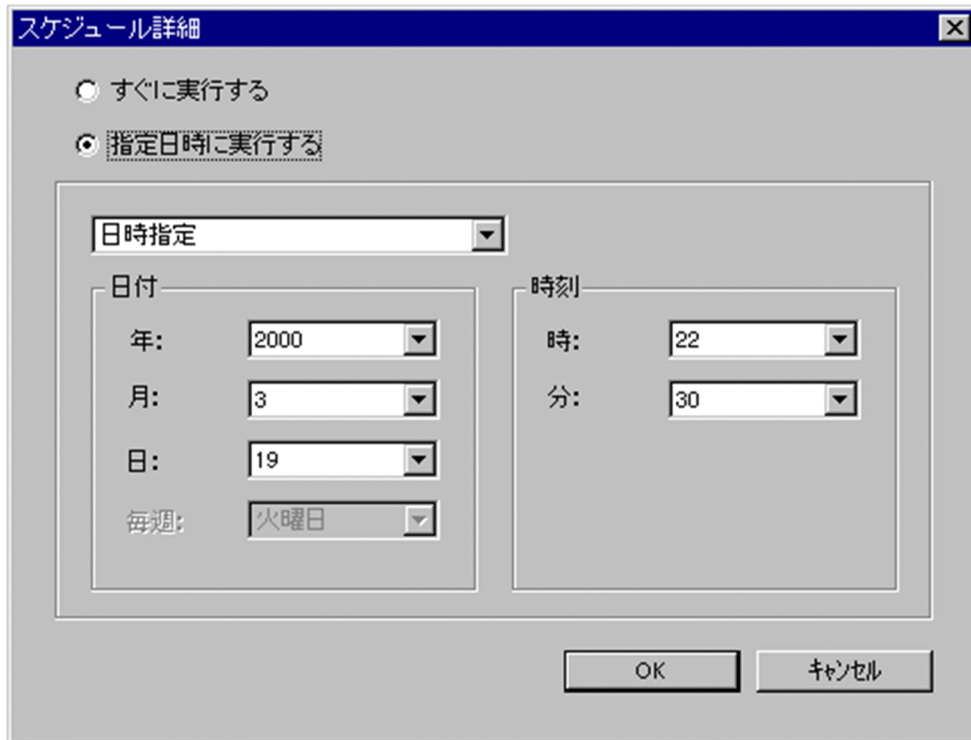 スケジュール詳細
すぐに実行する
指定日時に実行する
日時指定
日付
年: 2000
月: 3
日: 19
毎週: 火曜日
時刻
時: 22
分: 30
OK
ｷｬﾝｾﾙ